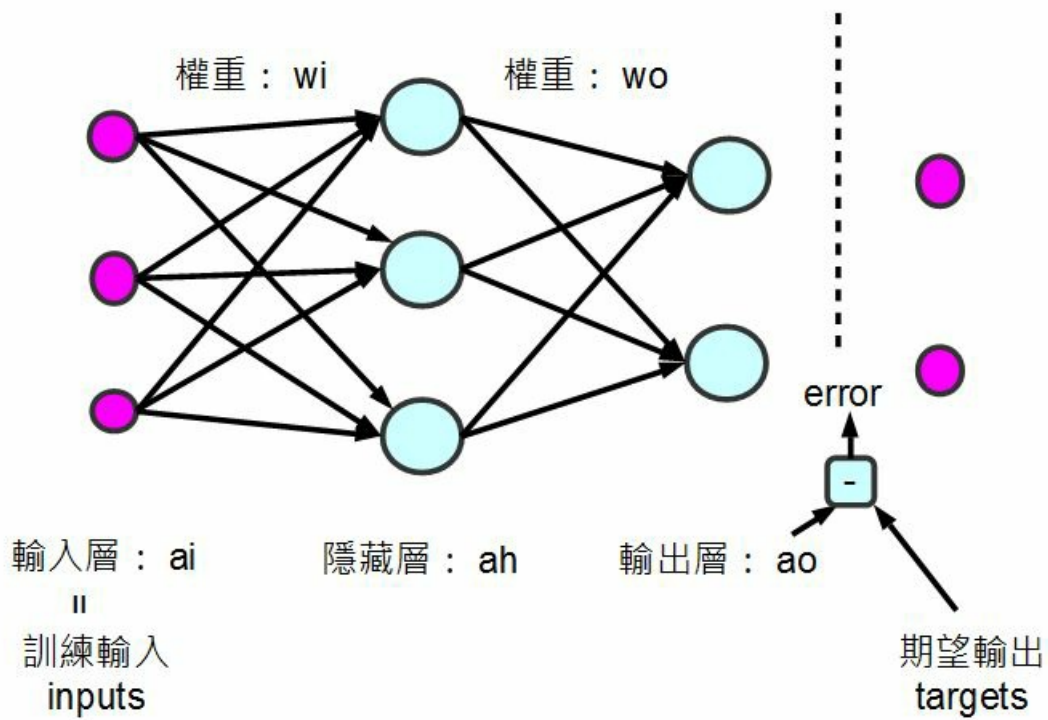 權重： wi
權重： wo
error
-
輸入層： ai
隱藏層： ah
輸出層： ao
=
訓練輸入
inputs
期望輸出
targets